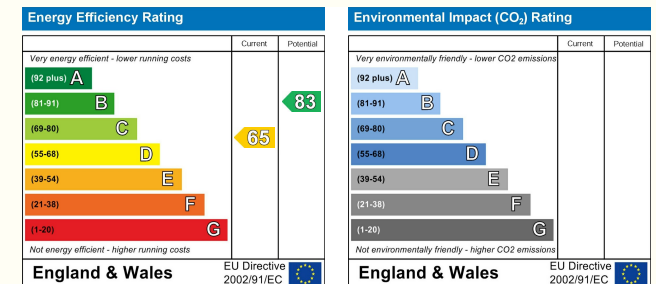 Energy Efficiency Rating
Current Potential
Very energy efficient - lower running costs
(92 plus) A
(81-91) B
(69-80) C
(55-68) D
(39-54) E
(21-38) F
(1-20) G
65
83
Not energy efficient - higher running costs
England & Wales
EU Directive
2002/91/EC
Environmental Impact (CO₂) Rating
Current Potential
Very environmentally friendly - lower CO2 emissions
(92 plus) A
(81-91) B
(69-80) C
(55-68) D
(39-54) E
(21-38) F
(1-20) G
Not environmentally friendly - higher CO2 emissions
England & Wales
EU Directive
2002/91/EC